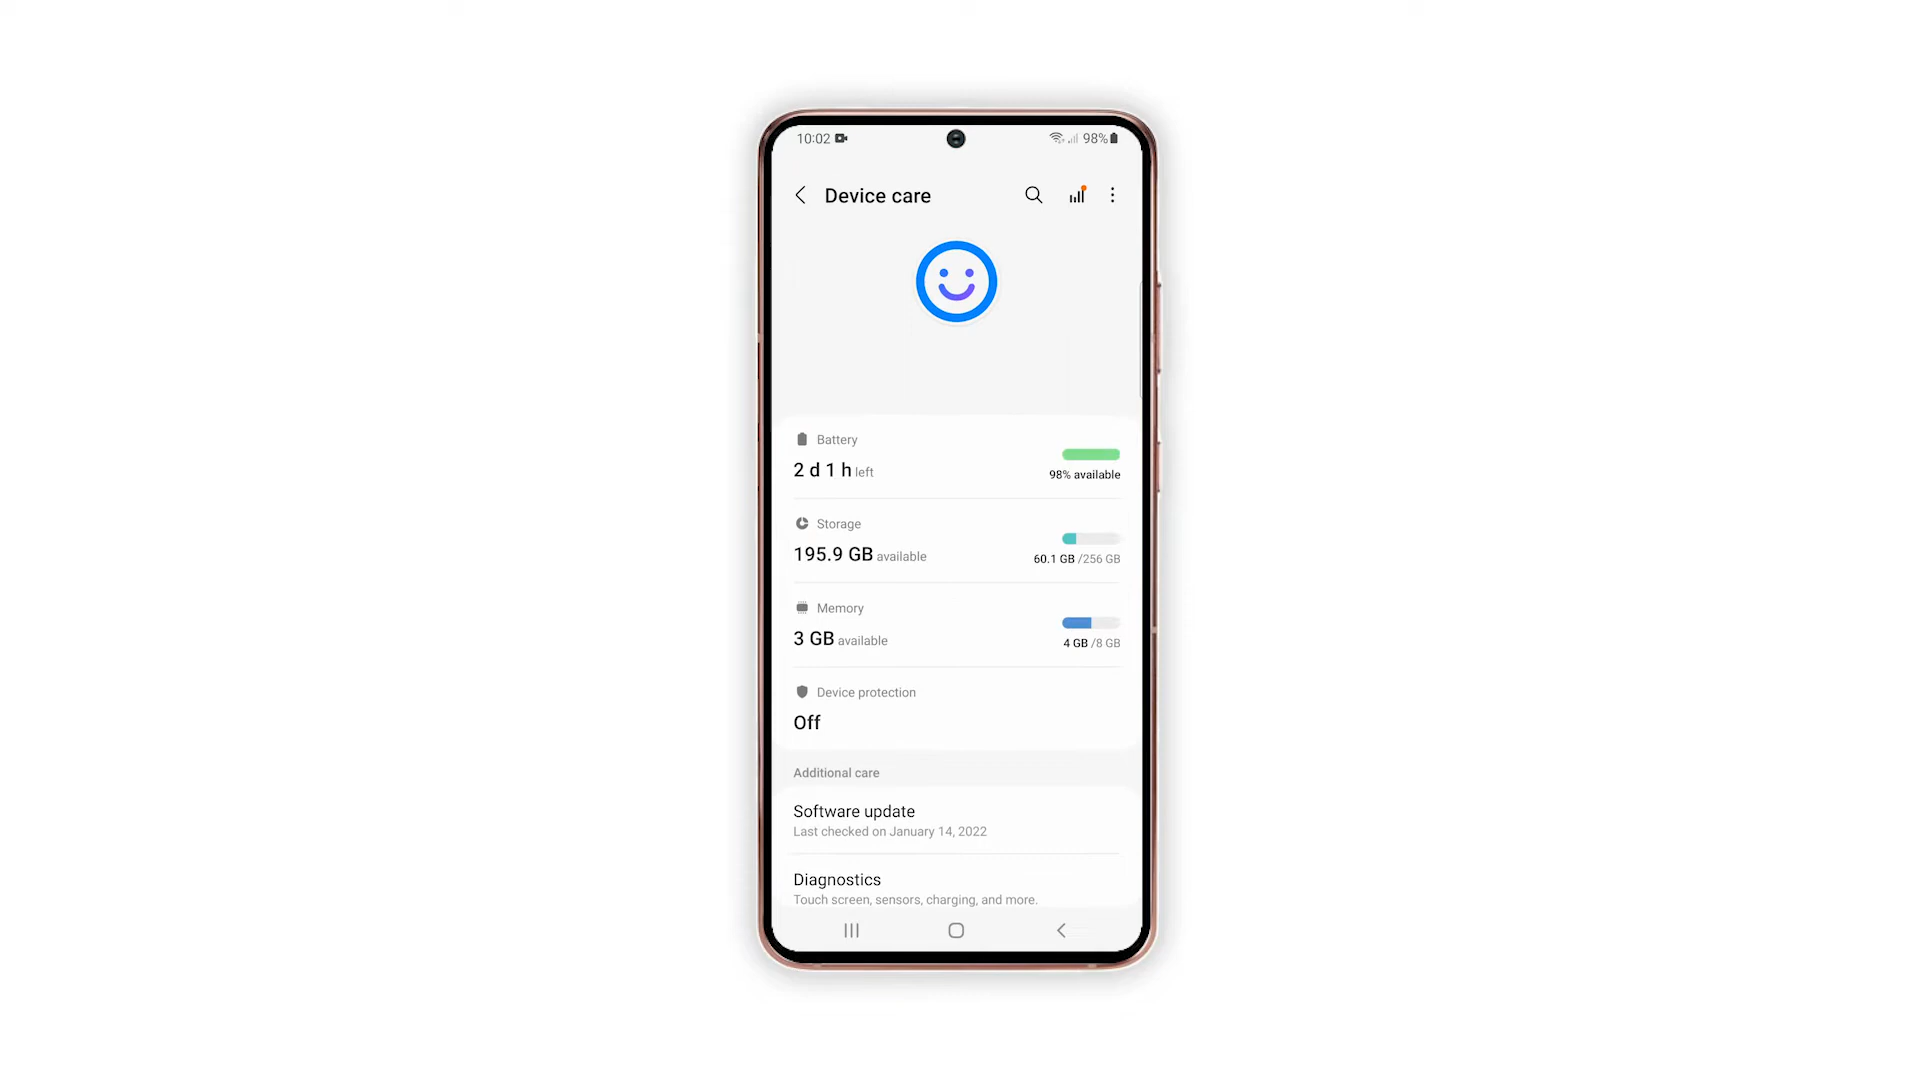 10:02
98%
Device care
Battery
2 d 1 h left
98% available
Storage
195.9 GB available
60.1 GB /256 GB
Memory
3 GB available
4 GB /8 GB
Device protection
Off
Additional care
Software update
Last checked on January 14, 2022
Diagnostics
Touch screen, sensors, charging, and more.